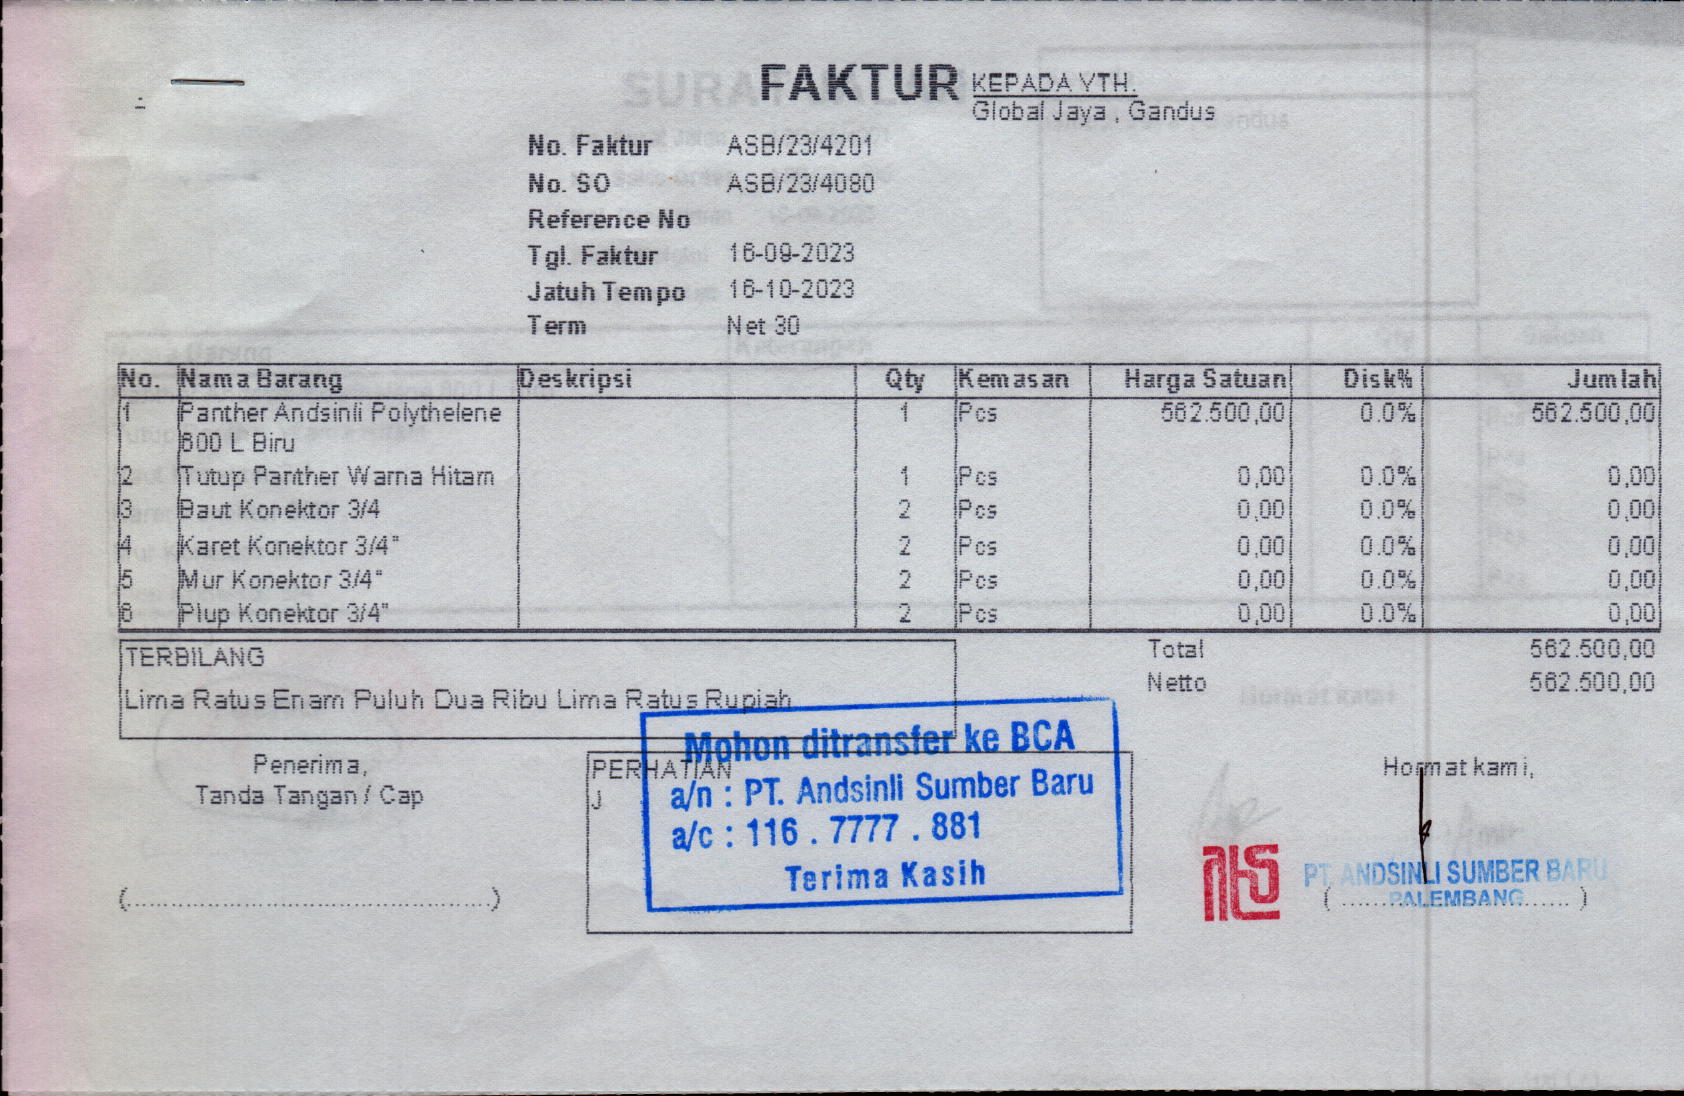 FAKTUR
KEPADA YTH.
Global Jaya , Gandus
No. Faktur ASB/23/4201
No. SO ASB/23/4080
Reference No
Tgl. Faktur 16-09-2023
Jatuh Tempo 16-10-2023
Term Net 30
No. Nama Barang Deskripsi Qty Kemasan Harga Satuan Disk% Jumlah
1 Panther Andsinli Polythelene 1 Pcs 562.500,00 0.0% 562.500,00
600 L Biru
2 Tutup Panther Warna Hitam 1 Pcs 0,00 0.0% 0,00
3 Baut Konektor 3/4 2 Pcs 0,00 0.0% 0,00
4 Karet Konektor 3/4" 2 Pcs 0,00 0.0% 0,00
5 Mur Konektor 3/4" 2 Pcs 0,00 0.0% 0,00
6 Plup Konektor 3/4" 2 Pcs 0,00 0.0% 0,00
Total 562.500,00
Netto 562.500,00
TERBILANG
Lima Ratus Enam Puluh Dua Ribu Lima Ratus Rupiah
Penerima,
Tanda Tangan / Cap
(................................................)
PERHATIAN
J
Mohon ditransfer ke BCA
a/n : PT. Andsinli Sumber Baru
a/c : 116 . 7777 . 881
Terima Kasih
Hormat kami,
PT ANDSINLI SUMBER BARU
PALEMBANG